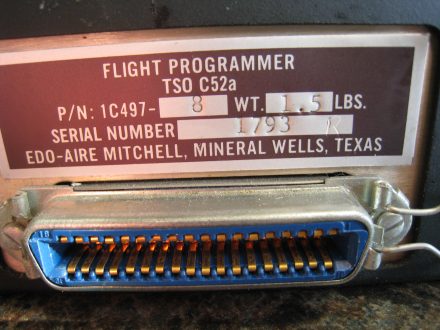 FLIGHT PROGRAMMER
TSO C52a
P/N: 1C497- 8 WT. 1.5 LBS.
SERIAL NUMBER 1793 R
EDO-AIRE MITCHELL, MINERAL WELLS, TEXAS
18